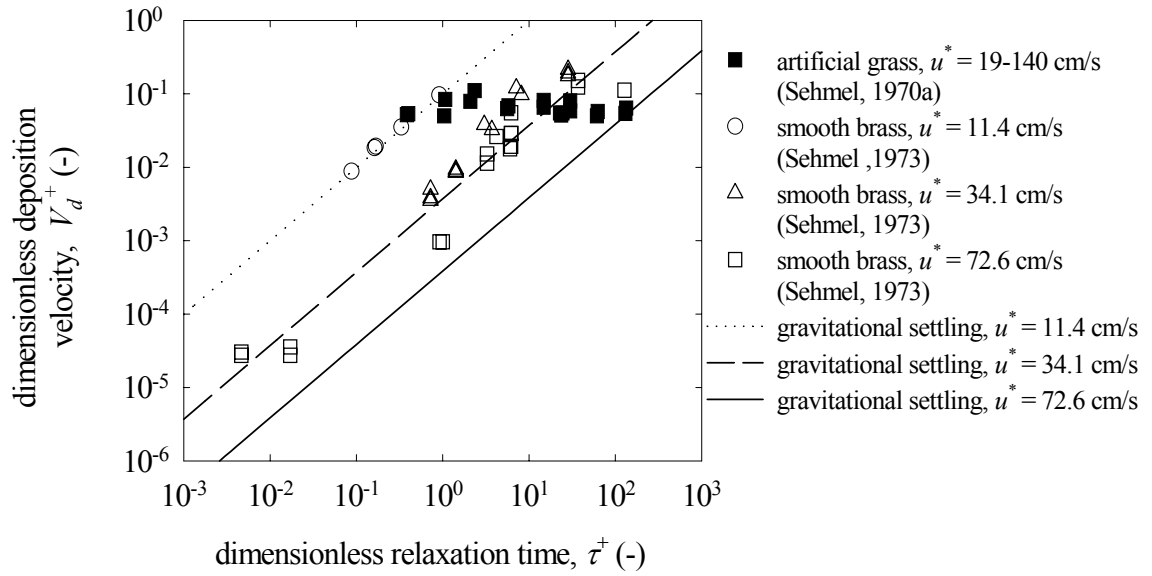 dimensionless deposition
velocity, V_d^+ (-)
10^0
10^-1
10^-2
10^-3
10^-4
10^-5
10^-6
10^-3
10^-2
10^-1
10^0
10^1
10^2
10^3
dimensionless relaxation time, τ^+ (-)
artificial grass, u^* = 19-140 cm/s
(Sehmel, 1970a)
smooth brass, u^* = 11.4 cm/s
(Sehmel ,1973)
smooth brass, u^* = 34.1 cm/s
(Sehmel, 1973)
smooth brass, u^* = 72.6 cm/s
(Sehmel, 1973)
gravitational settling, u^* = 11.4 cm/s
gravitational settling, u^* = 34.1 cm/s
gravitational settling, u^* = 72.6 cm/s